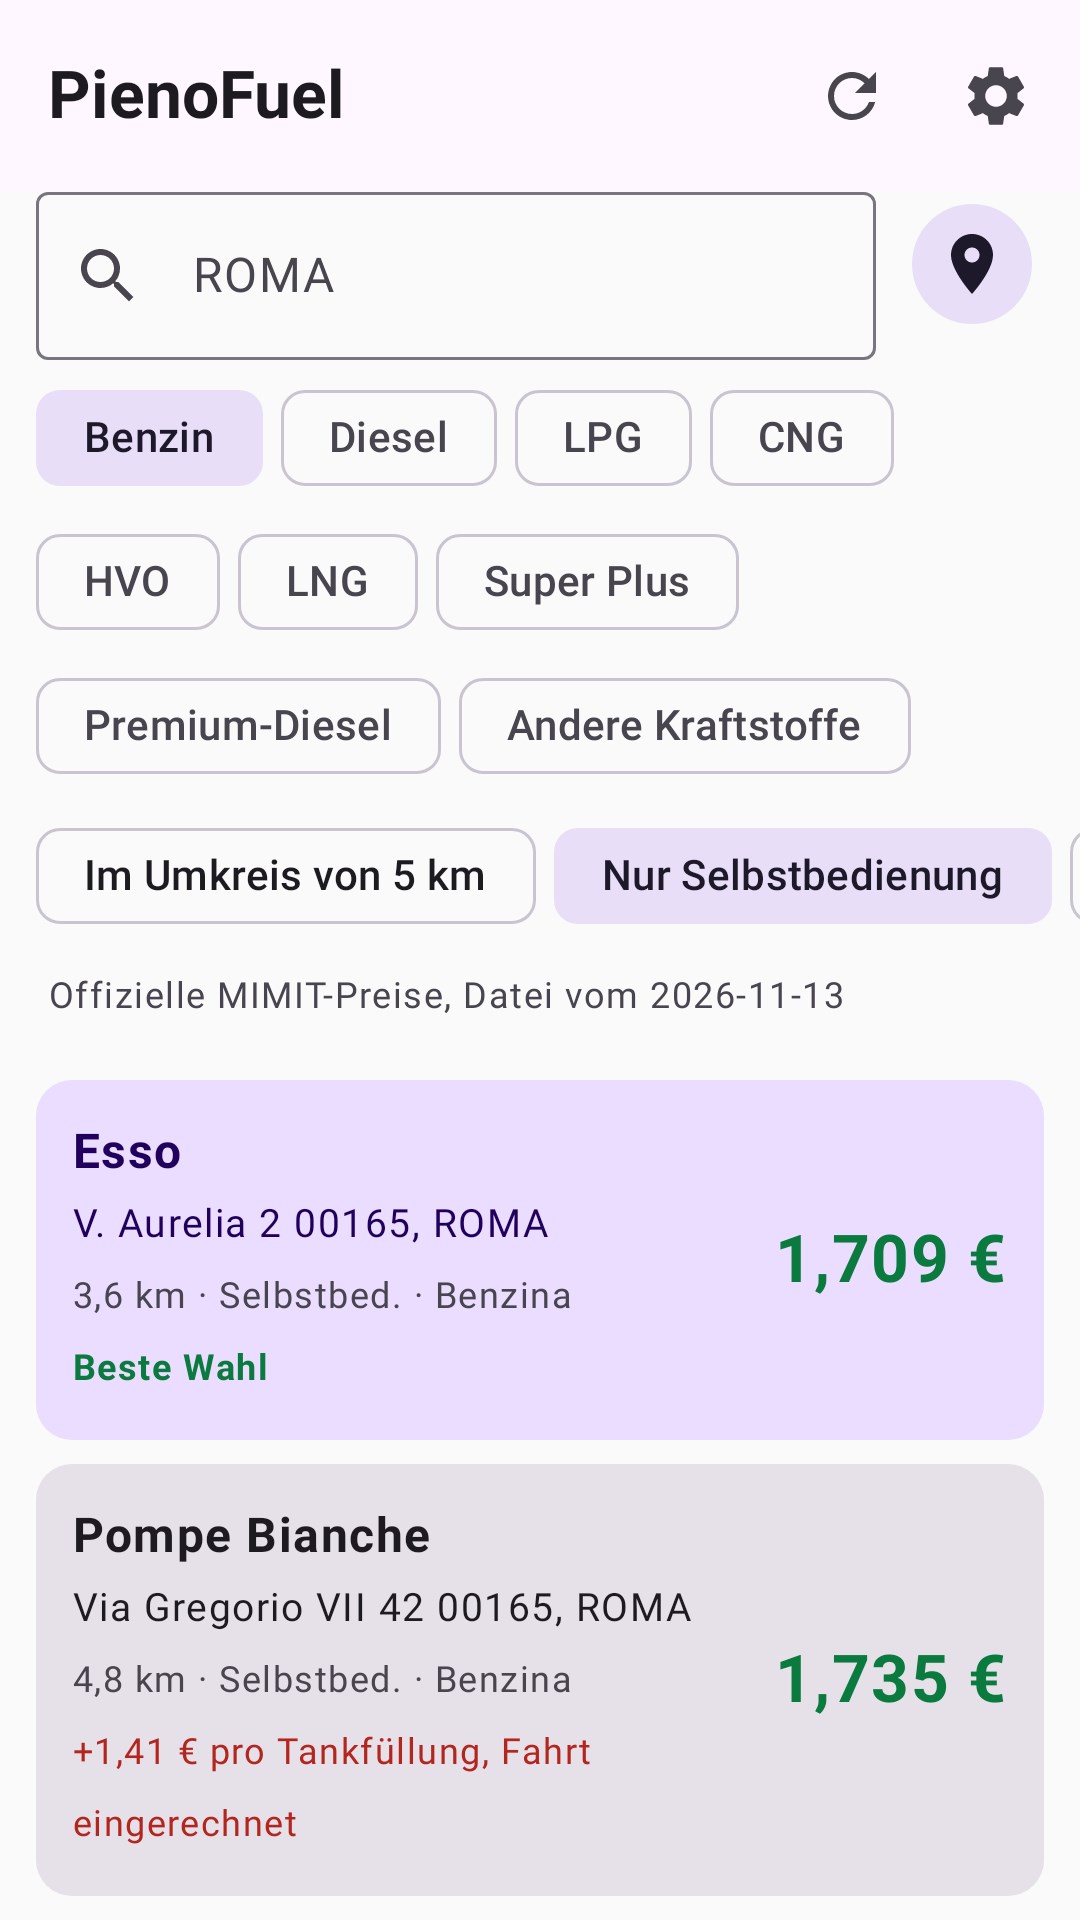 PienoFuel
ROMA
Benzin
Diesel
LPG
CNG
HVO
LNG
Super Plus
Premium-Diesel
Andere Kraftstoffe
Im Umkreis von 5 km
Nur Selbstbedienung
Offizielle MIMIT-Preise, Datei vom 2026-11-13
Esso
V. Aurelia 2 00165, ROMA
3,6 km · Selbstbed. · Benzina
Beste Wahl
1,709 €
Pompe Bianche
Via Gregorio VII 42 00165, ROMA
4,8 km · Selbstbed. · Benzina
+1,41 € pro Tankfüllung, Fahrt
eingerechnet
1,735 €